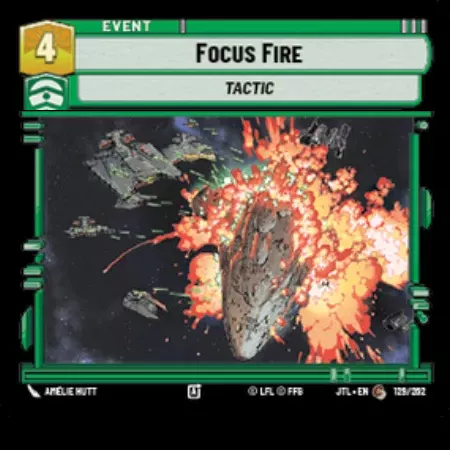 EVENT
4
FOCUS FIRE
TACTIC
AMÉLIE HUTT
A
© LFL © FFG
JTL • EN
129/262